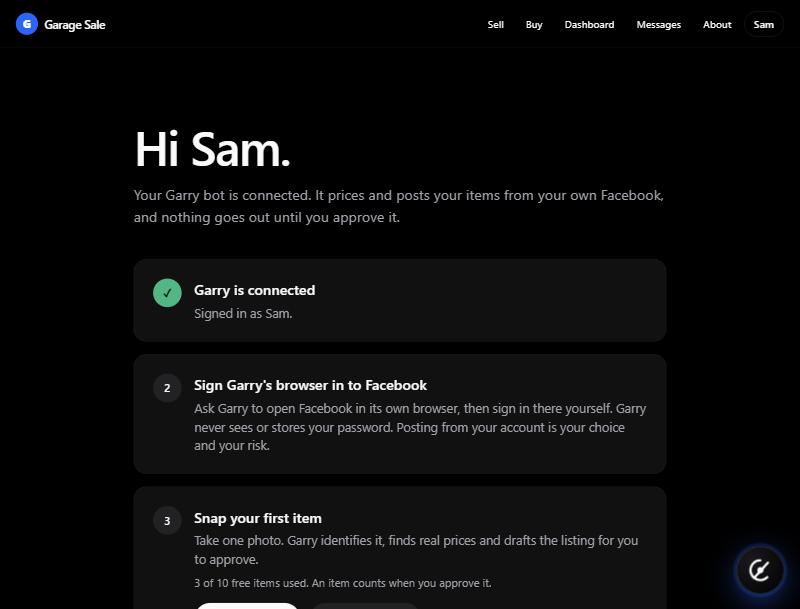 G Garage Sale
Sell Buy Dashboard Messages About Sam
Hi Sam.
Your Garry bot is connected. It prices and posts your items from your own Facebook,
and nothing goes out until you approve it.
✓ Garry is connected
Signed in as Sam.
2 Sign Garry's browser in to Facebook
Ask Garry to open Facebook in its own browser, then sign in there yourself. Garry
never sees or stores your password. Posting from your account is your choice
and your risk.
3 Snap your first item
Take one photo. Garry identifies it, finds real prices and drafts the listing for you
to approve.
3 of 10 free items used. An item counts when you approve it.